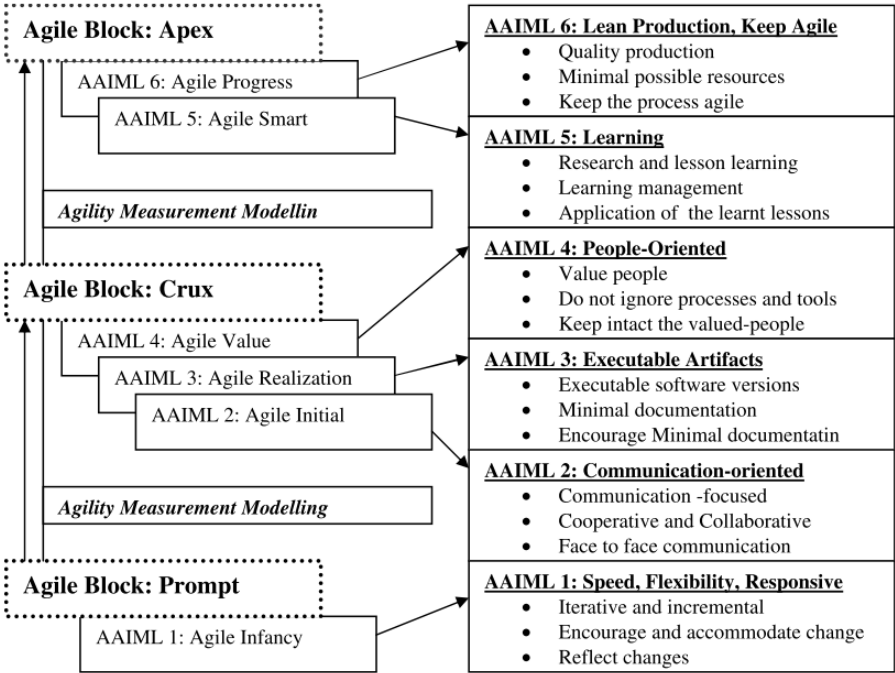 Agile Block: Apex
AAIML 6: Agile Progress
AAIML 5: Agile Smart
Agility Measurement Modellin
Agile Block: Crux
AAIML 4: Agile Value
AAIML 3: Agile Realization
AAIML 2: Agile Initial
Agility Measurement Modelling
Agile Block: Prompt
AAIML 1: Agile Infancy
AAIML 6: Lean Production, Keep Agile
• Quality production
• Minimal possible resources
• Keep the process agile
AAIML 5: Learning
• Research and lesson learning
• Learning management
• Application of the learnt lessons
AAIML 4: People-Oriented
• Value people
• Do not ignore processes and tools
• Keep intact the valued-people
AAIML 3: Executable Artifacts
• Executable software versions
• Minimal documentation
• Encourage Minimal documentatin
AAIML 2: Communication-oriented
• Communication -focused
• Cooperative and Collaborative
• Face to face communication
AAIML 1: Speed, Flexibility, Responsive
• Iterative and incremental
• Encourage and accommodate change
• Reflect changes